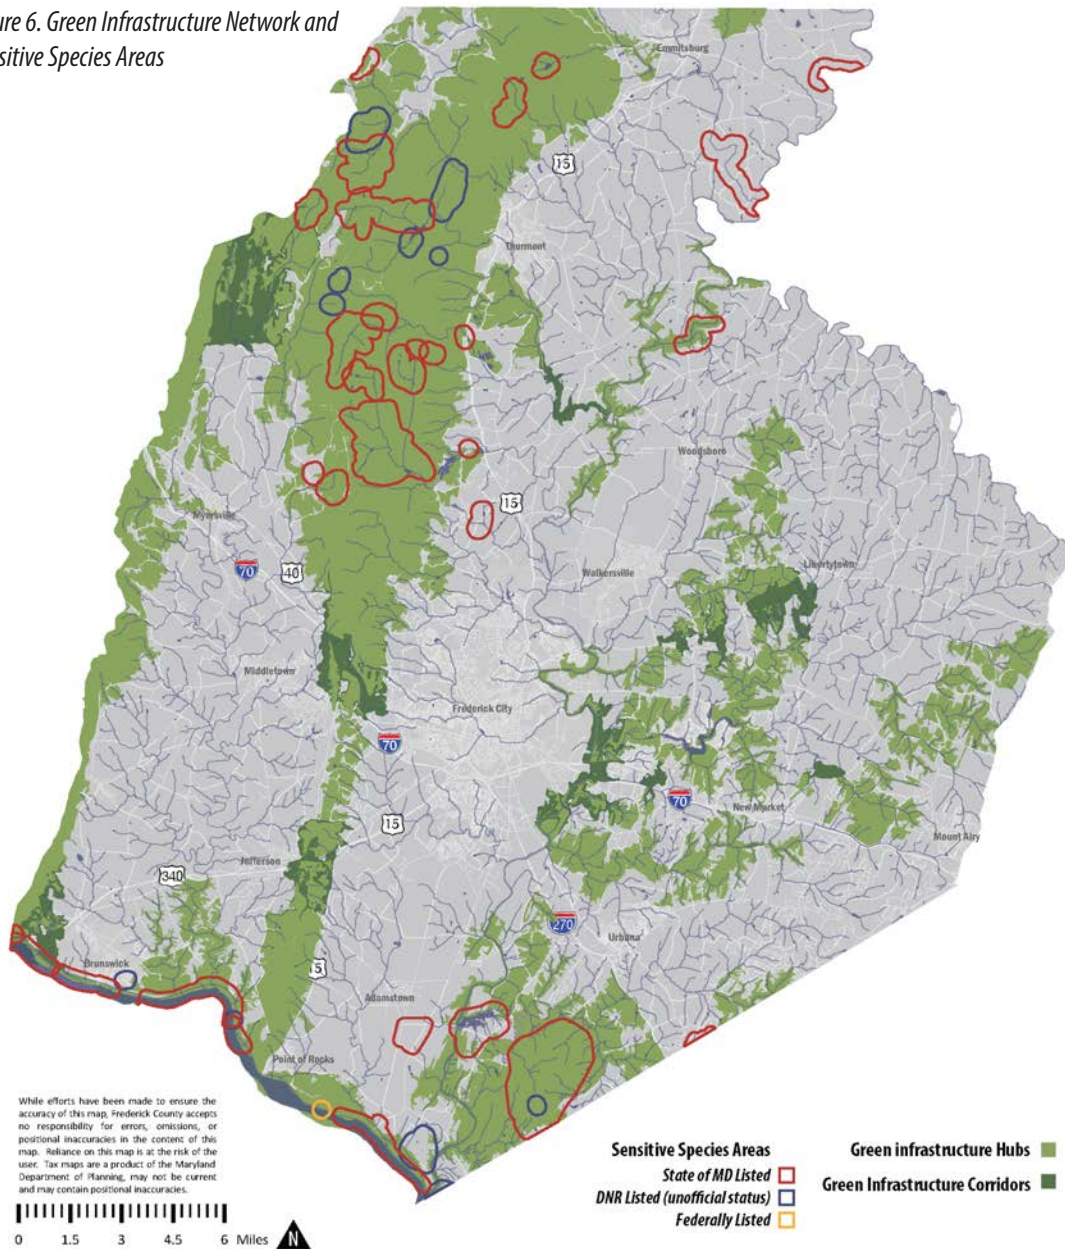 ure 6. Green Infrastructure Network and
sitive Species Areas
Emmitsburg
15
Thurmont
Woodsboro
15
Myersville
70
40
Walkersville
Libertytown
Middletown
Frederick City
70
70
New Market
15
Mount Airy
Jefferson
340
270
Urbana
Brunswick
5
Adamstown
Point of Rocks
While efforts have been made to ensure the
accuracy of this map, Frederick County accepts
no responsibility for errors, omissions, or
positional inaccuracies in the content of this
map. Reliance on this map is at the risk of the
user. Tax maps are a product of the Maryland
Department of Planning, may not be current
and may contain positional inaccuracies.
0 1.5 3 4.5 6 Miles N
Sensitive Species Areas
State of MD Listed
DNR Listed (unofficial status)
Federally Listed
Green infrastructure Hubs
Green Infrastructure Corridors